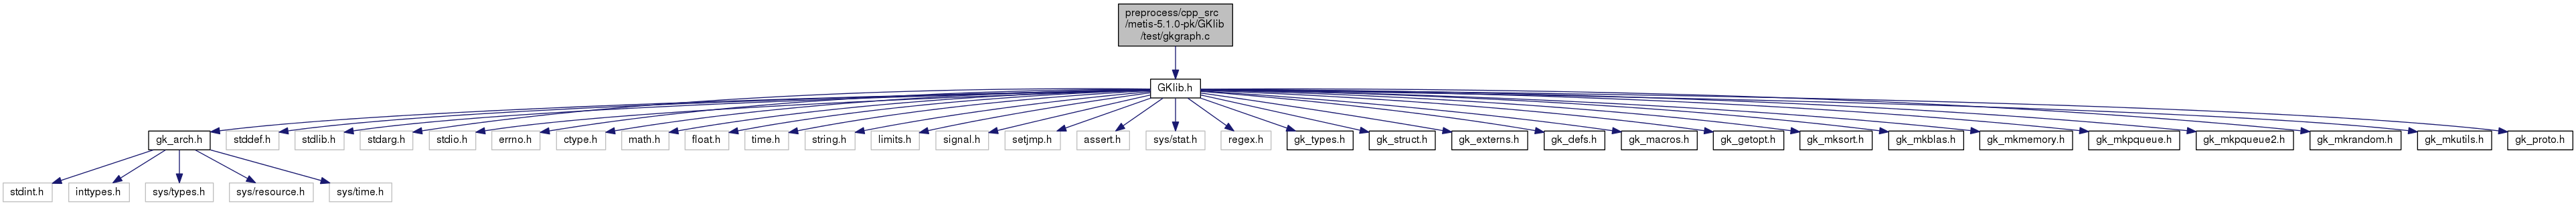 preprocess/cpp_src
/metis-5.1.0-pk/GKlib
/test/gkgraph.c
GKlib.h
gk_arch.h
stddef.h
stdlib.h
stdarg.h
stdio.h
errno.h
ctype.h
math.h
float.h
time.h
string.h
limits.h
signal.h
setjmp.h
assert.h
sys/stat.h
regex.h
gk_types.h
gk_struct.h
gk_externs.h
gk_defs.h
gk_macros.h
gk_getopt.h
gk_mksort.h
gk_mkblas.h
gk_mkmemory.h
gk_mkpqueue.h
gk_mkpqueue2.h
gk_mkrandom.h
gk_mkutils.h
gk_proto.h
stdint.h
inttypes.h
sys/types.h
sys/resource.h
sys/time.h